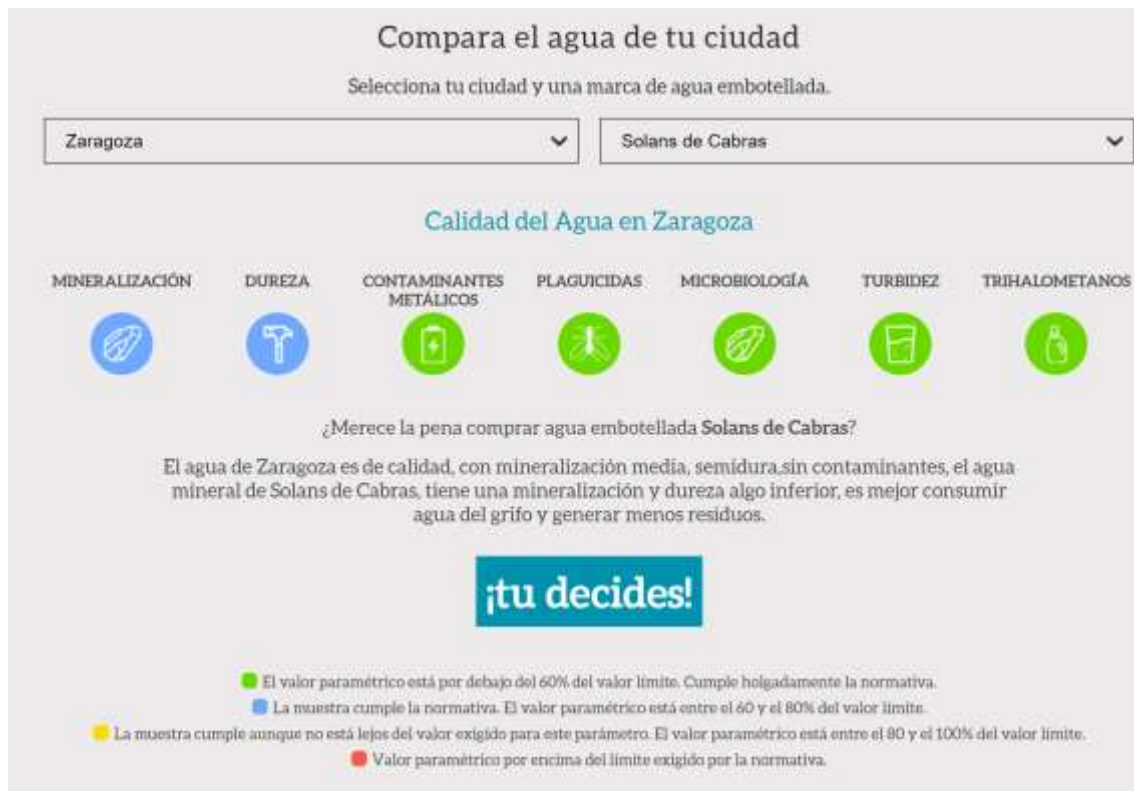 Compara el agua de tu ciudad
Selecciona tu ciudad y una marca de agua embotellada.
Zaragoza
Solans de Cabras
Calidad del Agua en Zaragoza
MINERALIZACIÓN
DUREZA
CONTAMINANTES
METÁLICOS
PLAGUICIDAS
MICROBIOLOGÍA
TURBIDEZ
TRIHALOMETANOS
¿Merece la pena comprar agua embotellada Solans de Cabras?
El agua de Zaragoza es de calidad, con mineralización media, semidura,sin contaminantes, el agua
mineral de Solans de Cabras, tiene una mineralización y dureza algo inferior, es mejor consumir
agua del grifo y generar menos residuos.
¡tu decides!
El valor paramétrico está por debajo del 60% del valor límite. Cumple holgadamente la normativa.
La muestra cumple la normativa. El valor paramétrico está entre el 60 y el 80% del valor límite.
La muestra cumple aunque no está lejos del valor exigido para este parámetro. El valor paramétrico está entre el 80 y el 100% del valor límite.
Valor paramétrico por encima del límite exigido por la normativa.